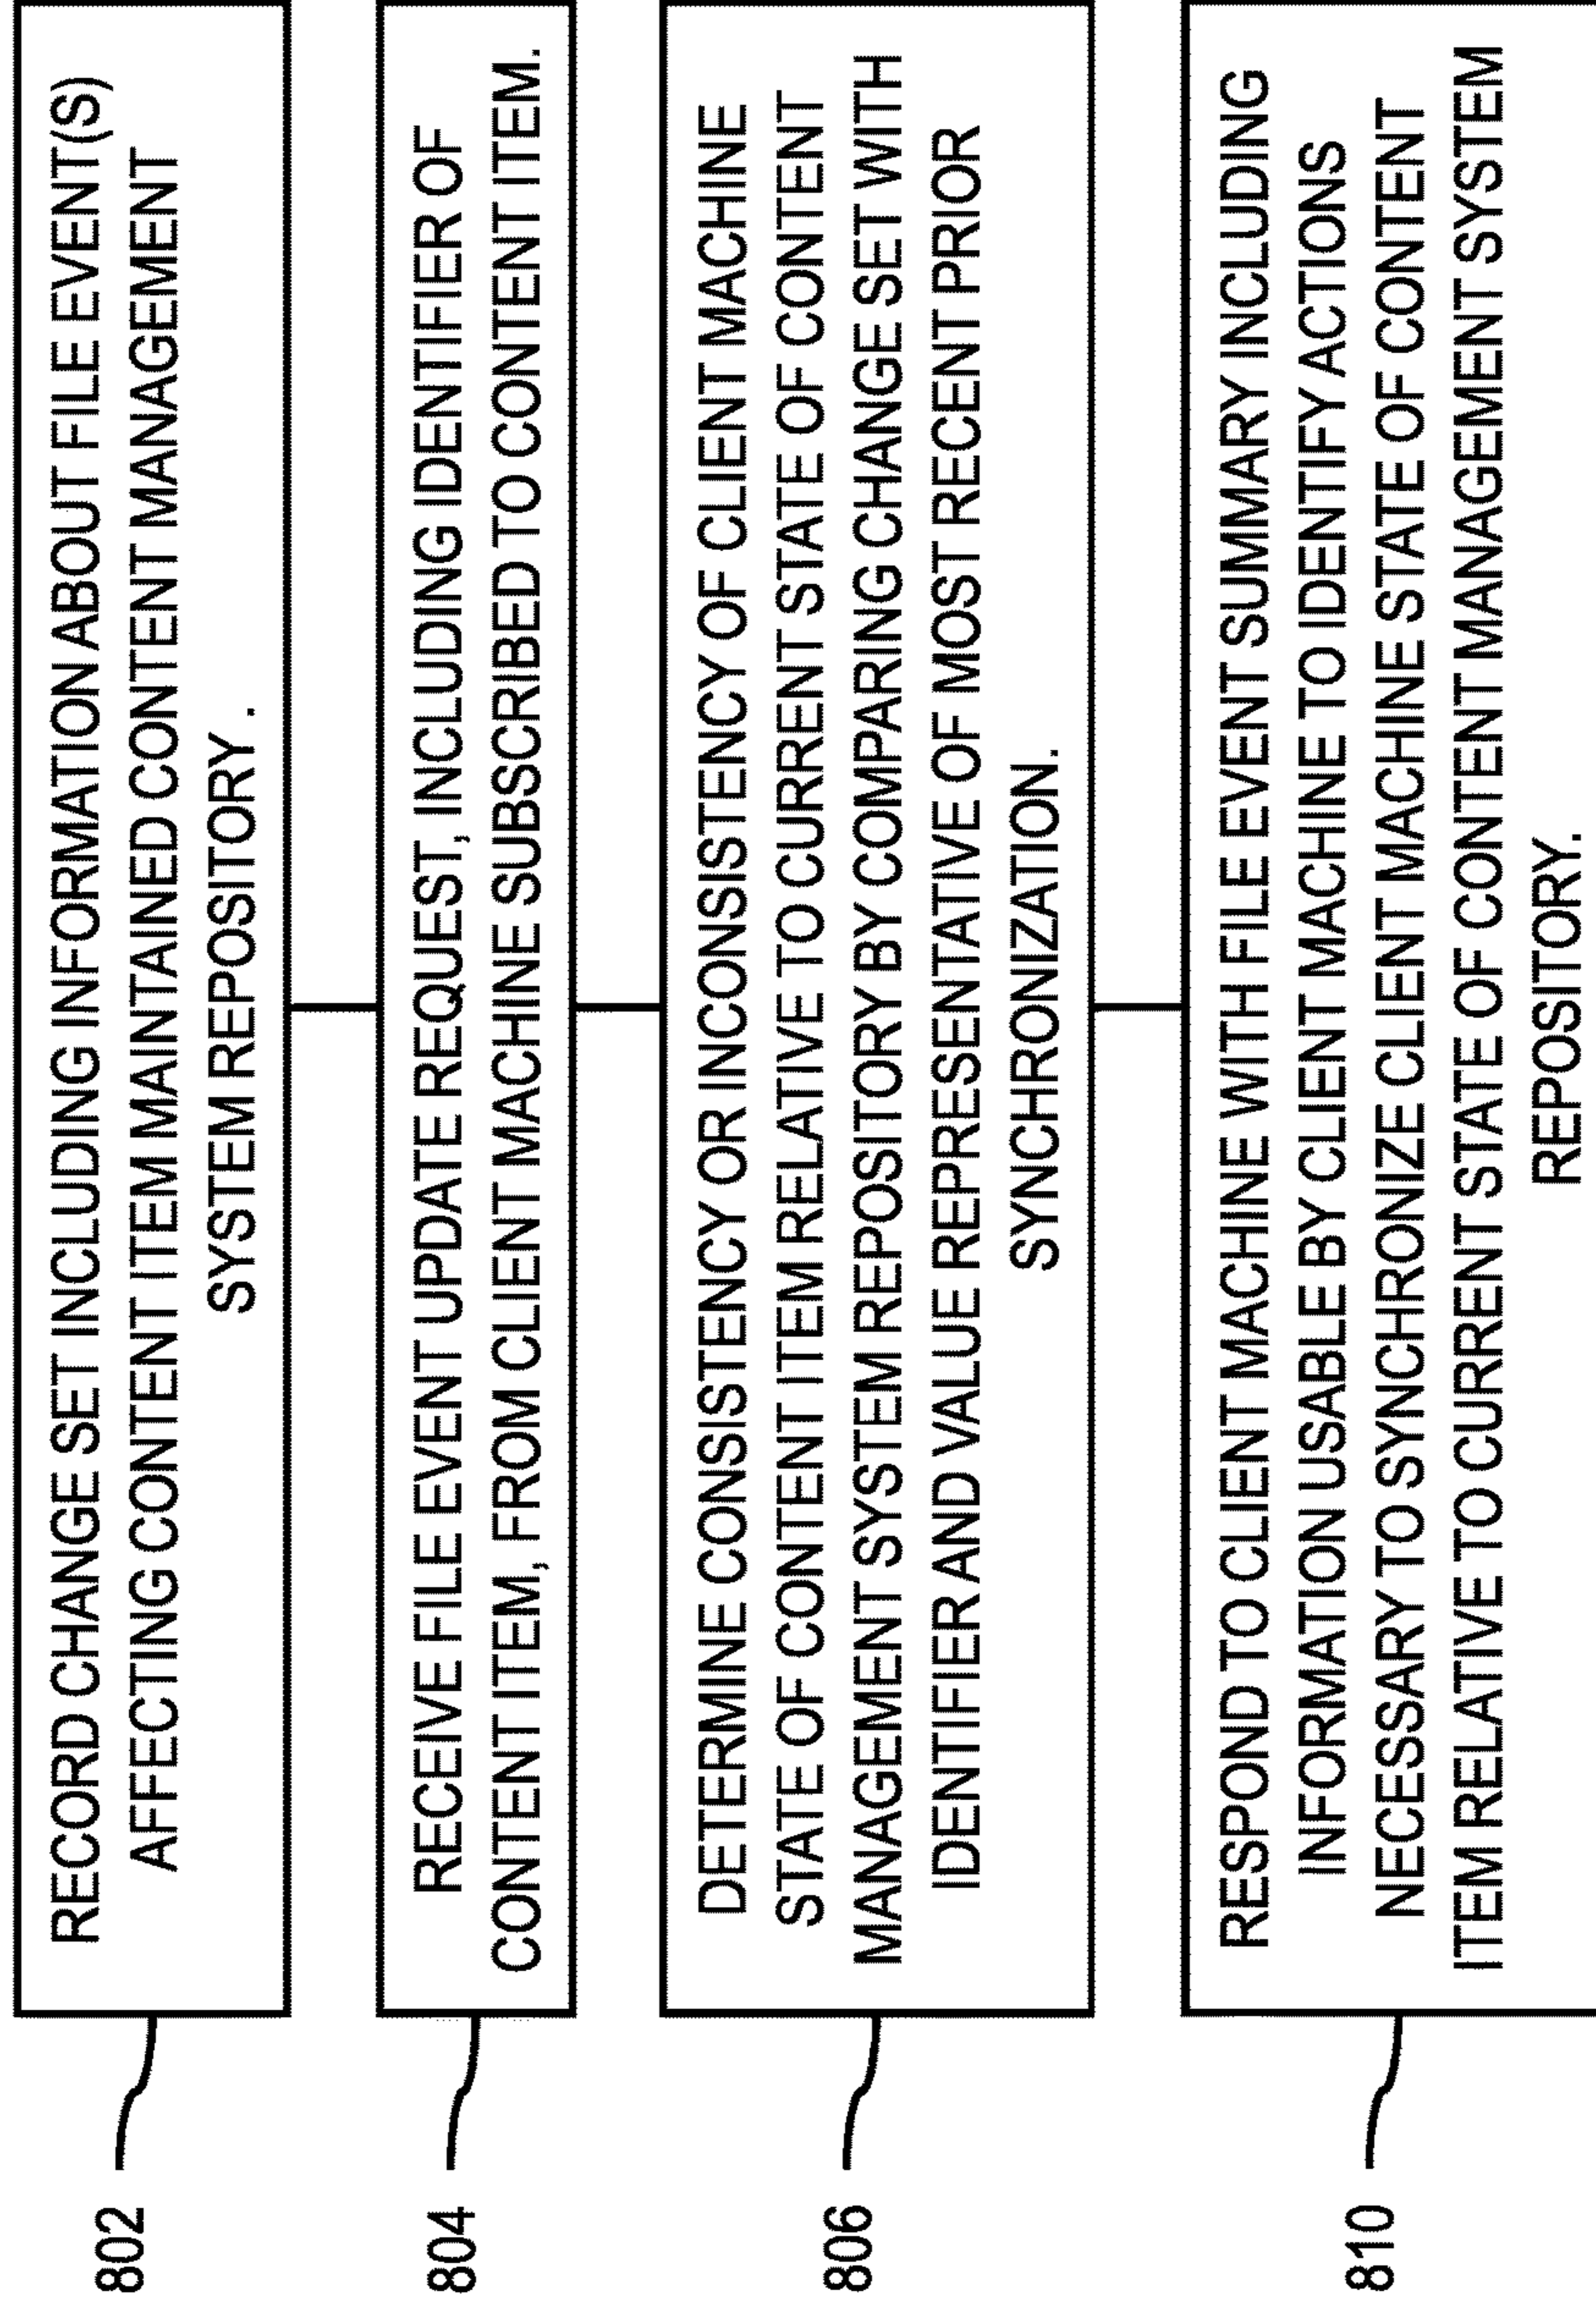 802
RECORD CHANGE SET INCLUDING INFORMATION ABOUT FILE EVENT(S)
AFFECTING CONTENT ITEM MAINTAINED CONTENT MANAGEMENT
SYSTEM REPOSITORY .
804
RECEIVE FILE EVENT UPDATE REQUEST, INCLUDING IDENTIFIER OF
CONTENT ITEM, FROM CLIENT MACHINE SUBSCRIBED TO CONTENT ITEM.
806
DETERMINE CONSISTENCY OR INCONSISTENCY OF CLIENT MACHINE
STATE OF CONTENT ITEM RELATIVE TO CURRENT STATE OF CONTENT
MANAGEMENT SYSTEM REPOSITORY BY COMPARING CHANGE SET WITH
IDENTIFIER AND VALUE REPRESENTATIVE OF MOST RECENT PRIOR
SYNCHRONIZATION.
810
RESPOND TO CLIENT MACHINE WITH FILE EVENT SUMMARY INCLUDING
INFORMATION USABLE BY CLIENT MACHINE TO IDENTIFY ACTIONS
NECESSARY TO SYNCHRONIZE CLIENT MACHINE STATE OF CONTENT
ITEM RELATIVE TO CURRENT STATE OF CONTENT MANAGEMENT SYSTEM
REPOSITORY.